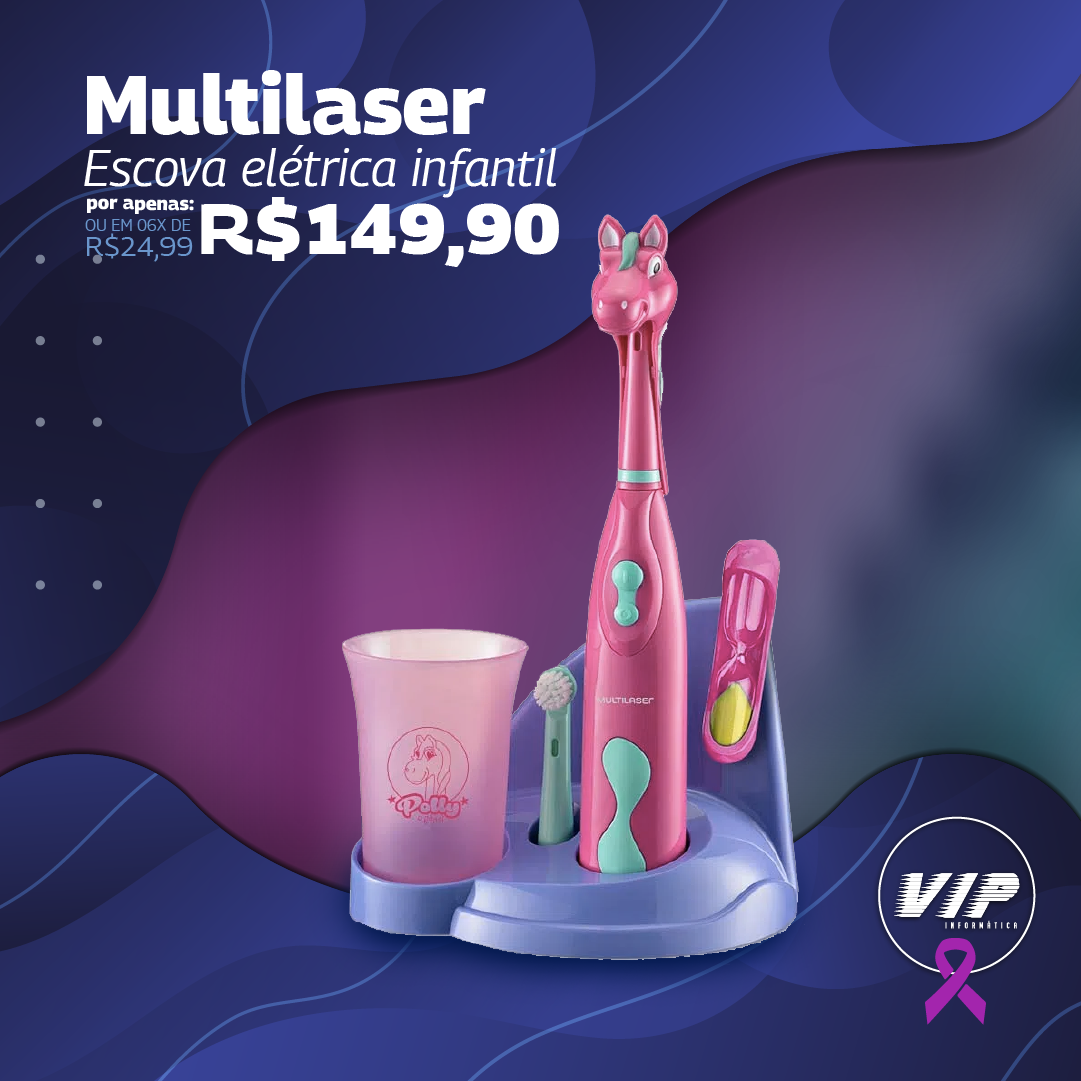 Multilaser
Escova elétrica infantil
por apenas:
OU EM 06X DE
R$24,99
R$149,90
MULTILASER
Polly
VIP
INFORMÁTICA